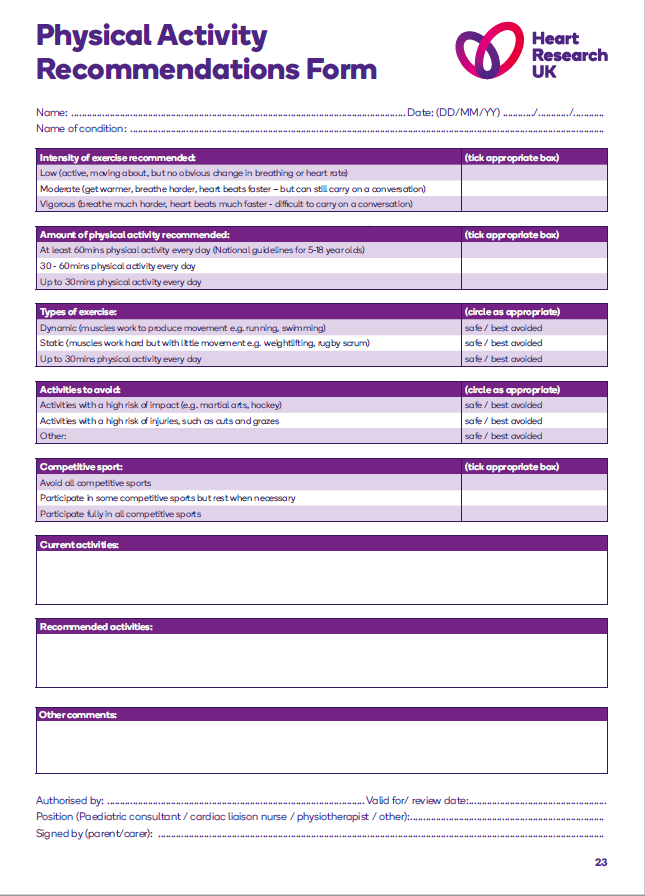 Physical Activity
Recommendations Form
Heart
Research
UK
Name: ........................................ Date: (DD/MM/YY) .........../.........../...........
Name of condition: ........................................
Intensity of exercise recommended: (tick appropriate box)
Low (active, moving about, but no obvious change in breathing or heart rate)
Moderate (get warmer, breathe harder, heart beats faster – but can still carry on a conversation)
Vigorous (breathe much harder, heart beats much faster - difficult to carry on a conversation)
Amount of physical activity recommended: (tick appropriate box)
At least 60mins physical activity every day (National guidelines for 5-18 year olds)
30 - 60mins physical activity every day
Up to 30mins physical activity every day
Types of exercise: (circle as appropriate)
Dynamic (muscles work to produce movement e.g. running, swimming) safe / best avoided
Static (muscles work hard but with little movement e.g. weightlifting, rugby scrum) safe / best avoided
Up to 30mins physical activity every day safe / best avoided
Activities to avoid: (circle as appropriate)
Activities with a high risk of impact (e.g. martial arts, hockey) safe / best avoided
Activities with a high risk of injuries, such as cuts and grazes safe / best avoided
Other: safe / best avoided
Competitive sport: (tick appropriate box)
Avoid all competitive sports
Participate in some competitive sports but rest when necessary
Participate fully in all competitive sports
Current activities:
Recommended activities:
Other comments:
Authorised by: ........................................ Valid for/ review date:........................................
Position (Paediatric consultant / cardiac liaison nurse / physiotherapist / other):........................................
Signed by (parent/carer): ........................................
23